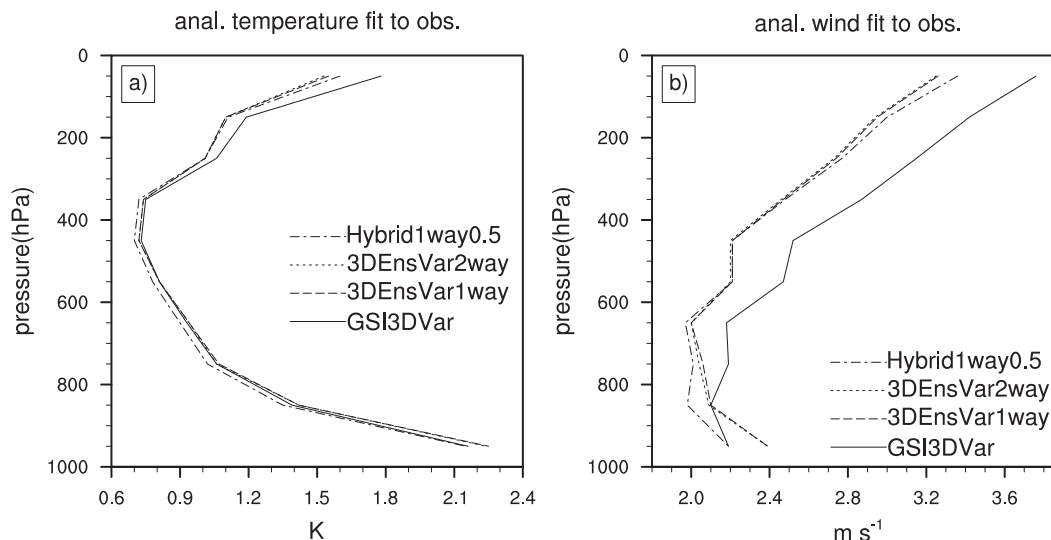 anal. temperature fit to obs.
a)
pressure(hPa)
0
200
400
600
800
1000
Hybrid1way0.5
3DEnsVar2way
3DEnsVar1way
GSI3DVar
0.6 0.9 1.2 1.5 1.8 2.1 2.4
K
anal. wind fit to obs.
b)
pressure(hPa)
0
200
400
600
800
1000
Hybrid1way0.5
3DEnsVar2way
3DEnsVar1way
GSI3DVar
2.0 2.4 2.8 3.2 3.6
m s⁻¹